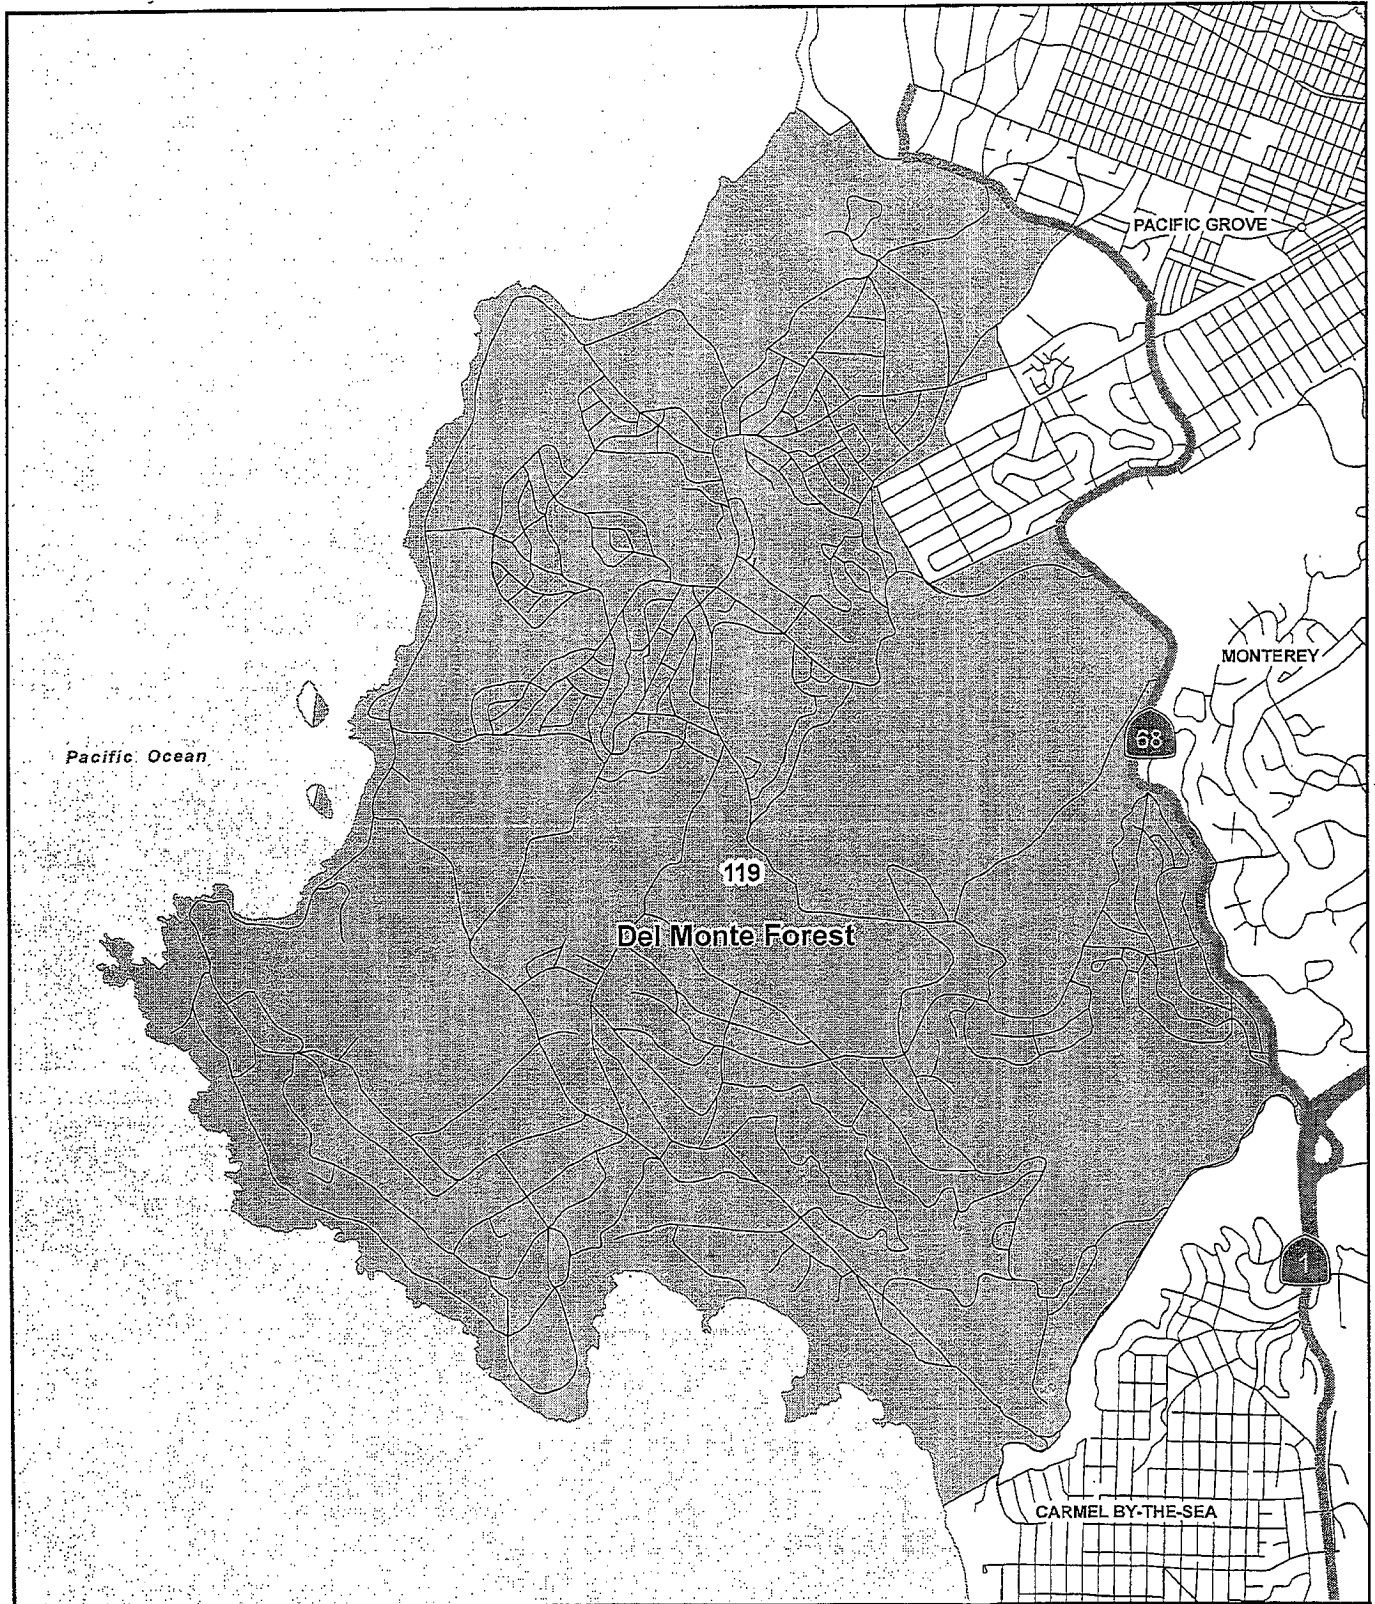 PACIFIC GROVE
MONTEREY
68
Pacific Ocean
119
Del Monte Forest
1
CARMEL BY-THE-SEA